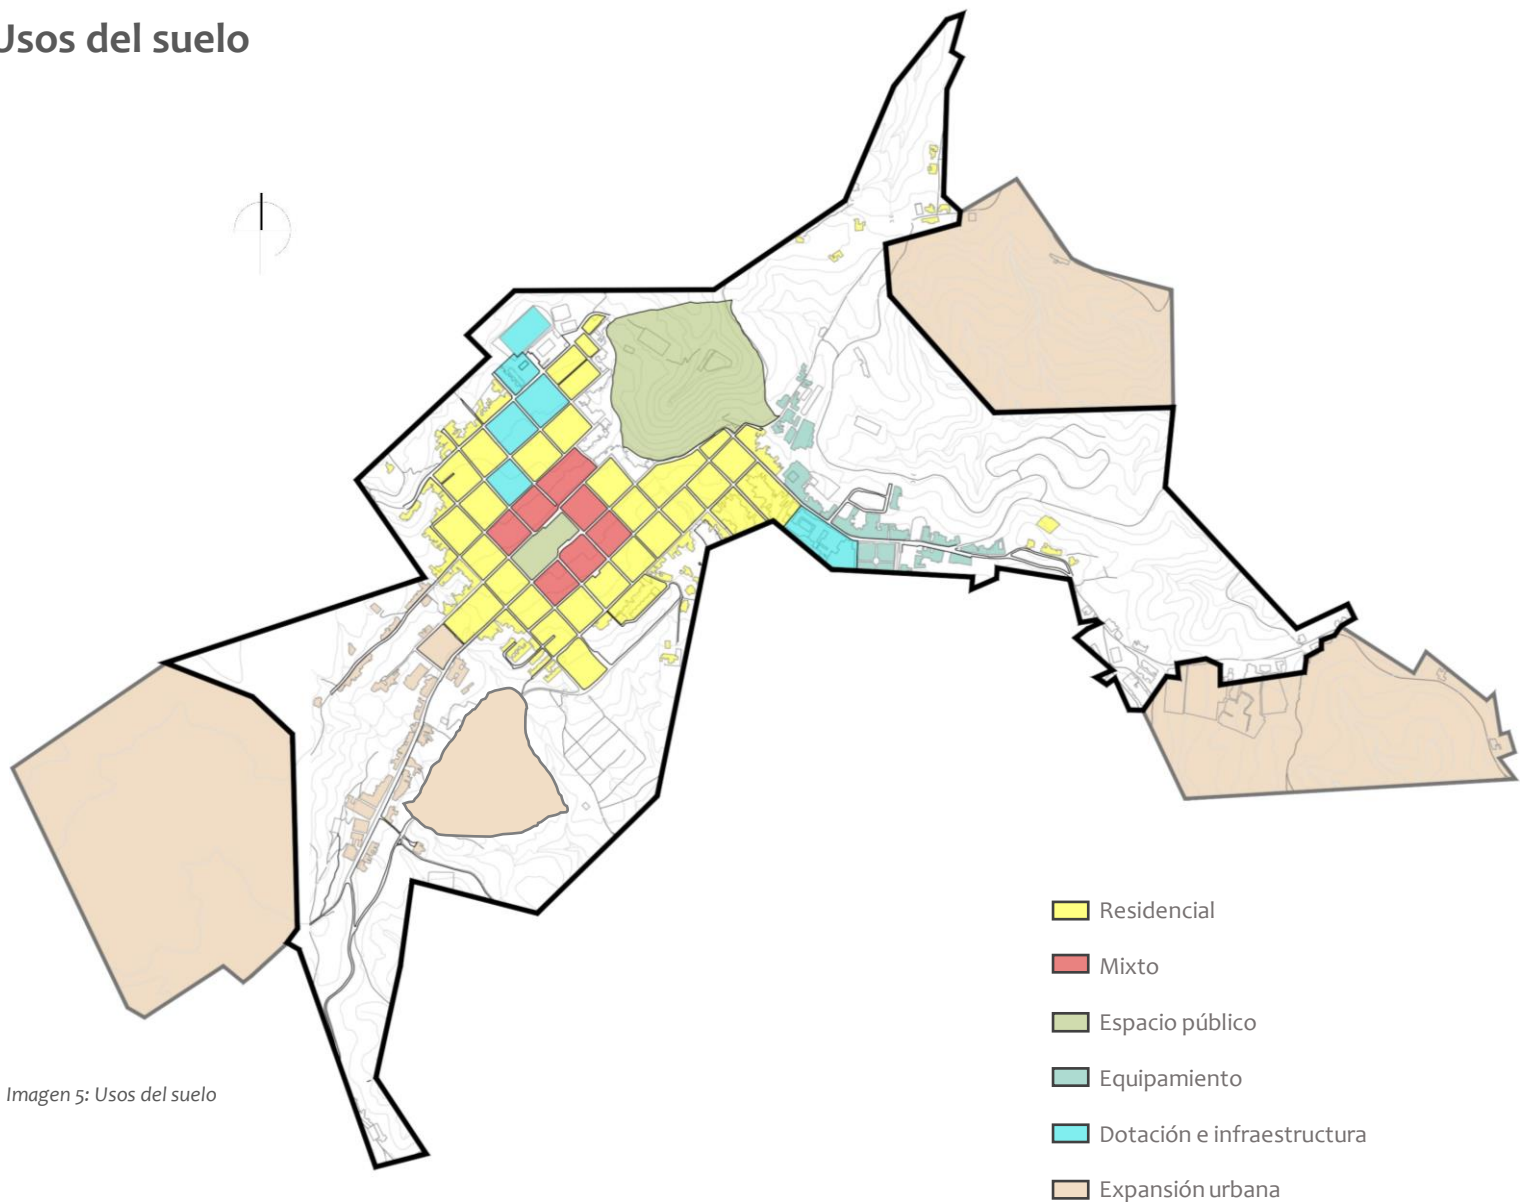 Usos del suelo
Residencial
Mixto
Espacio público
Equipamiento
Dotación e infraestructura
Expansión urbana
Imagen 5: Usos del suelo